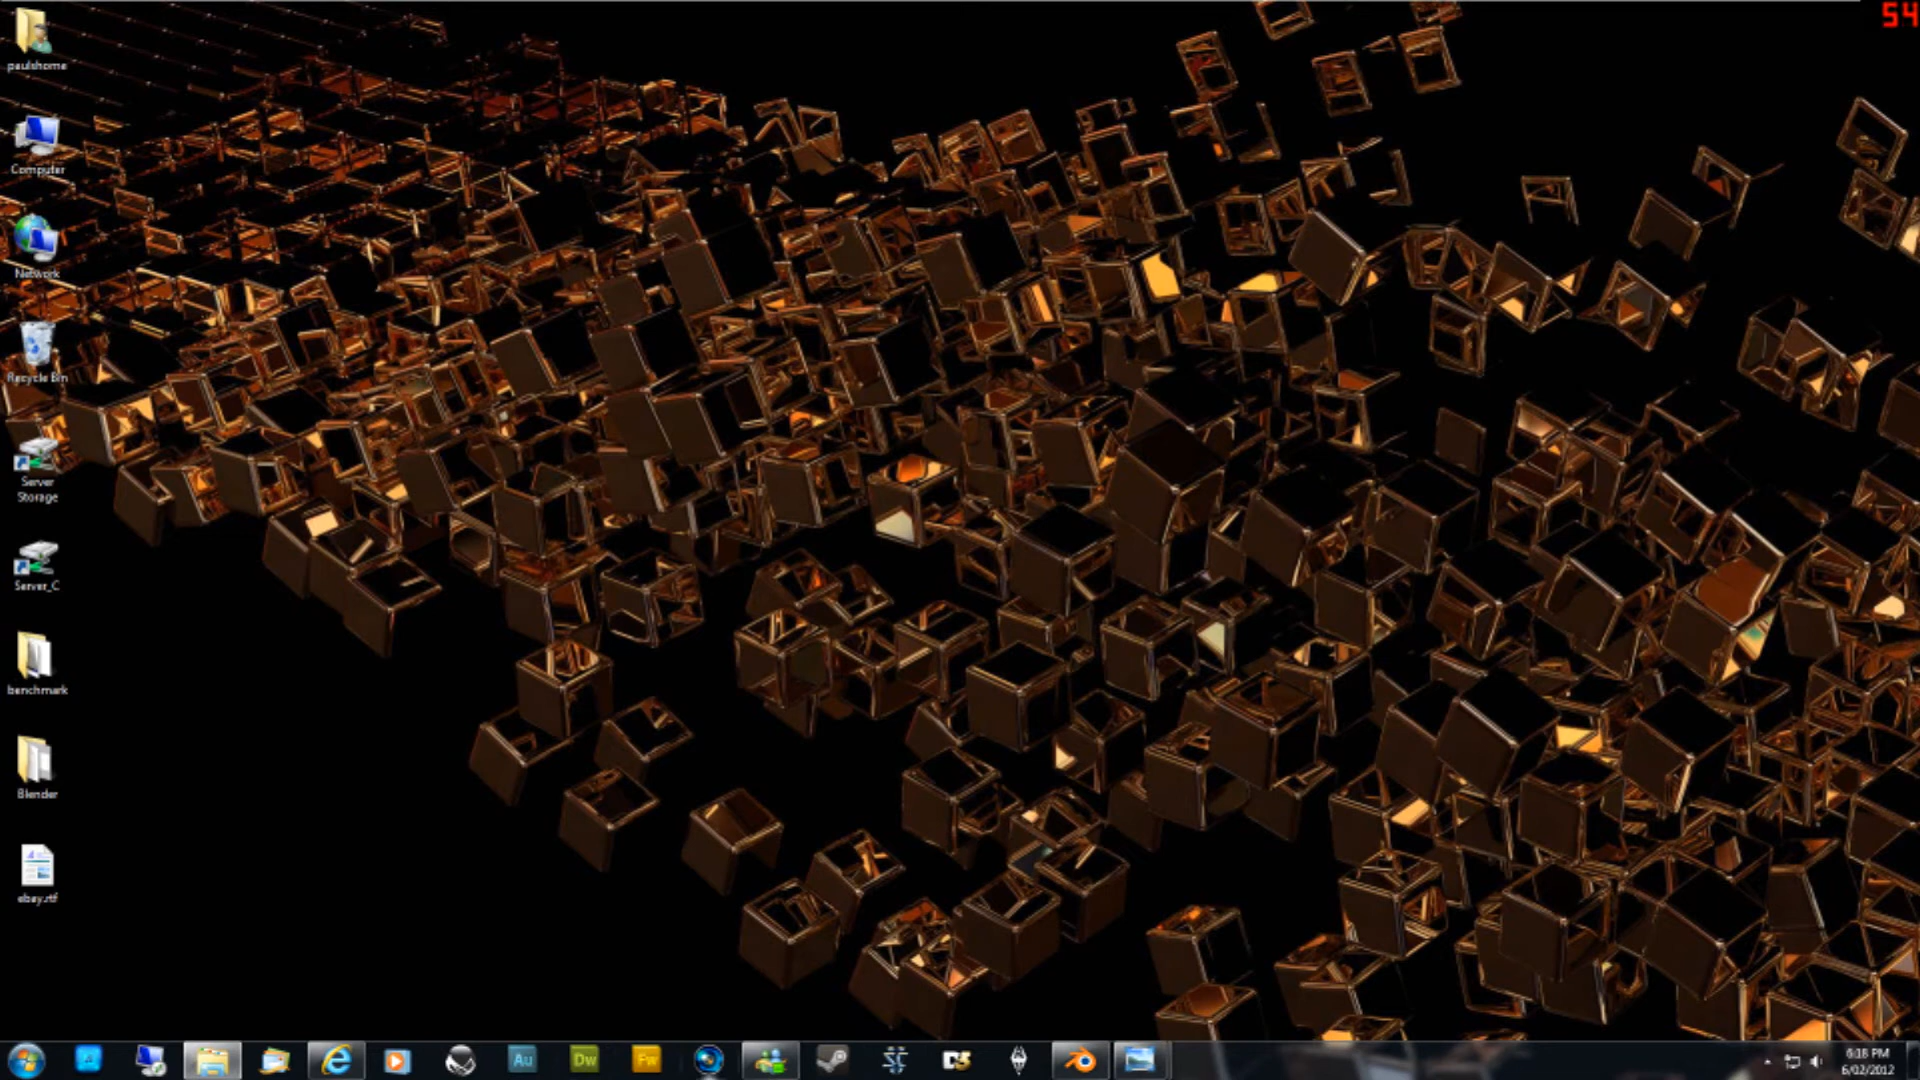 54
paulshome
Computer
Network
Recycle Bin
Server
Storage
Server_C
benchmark
Blender
ebay.rtf
Au
Dw
Fw
6:18 PM
6/02/2012